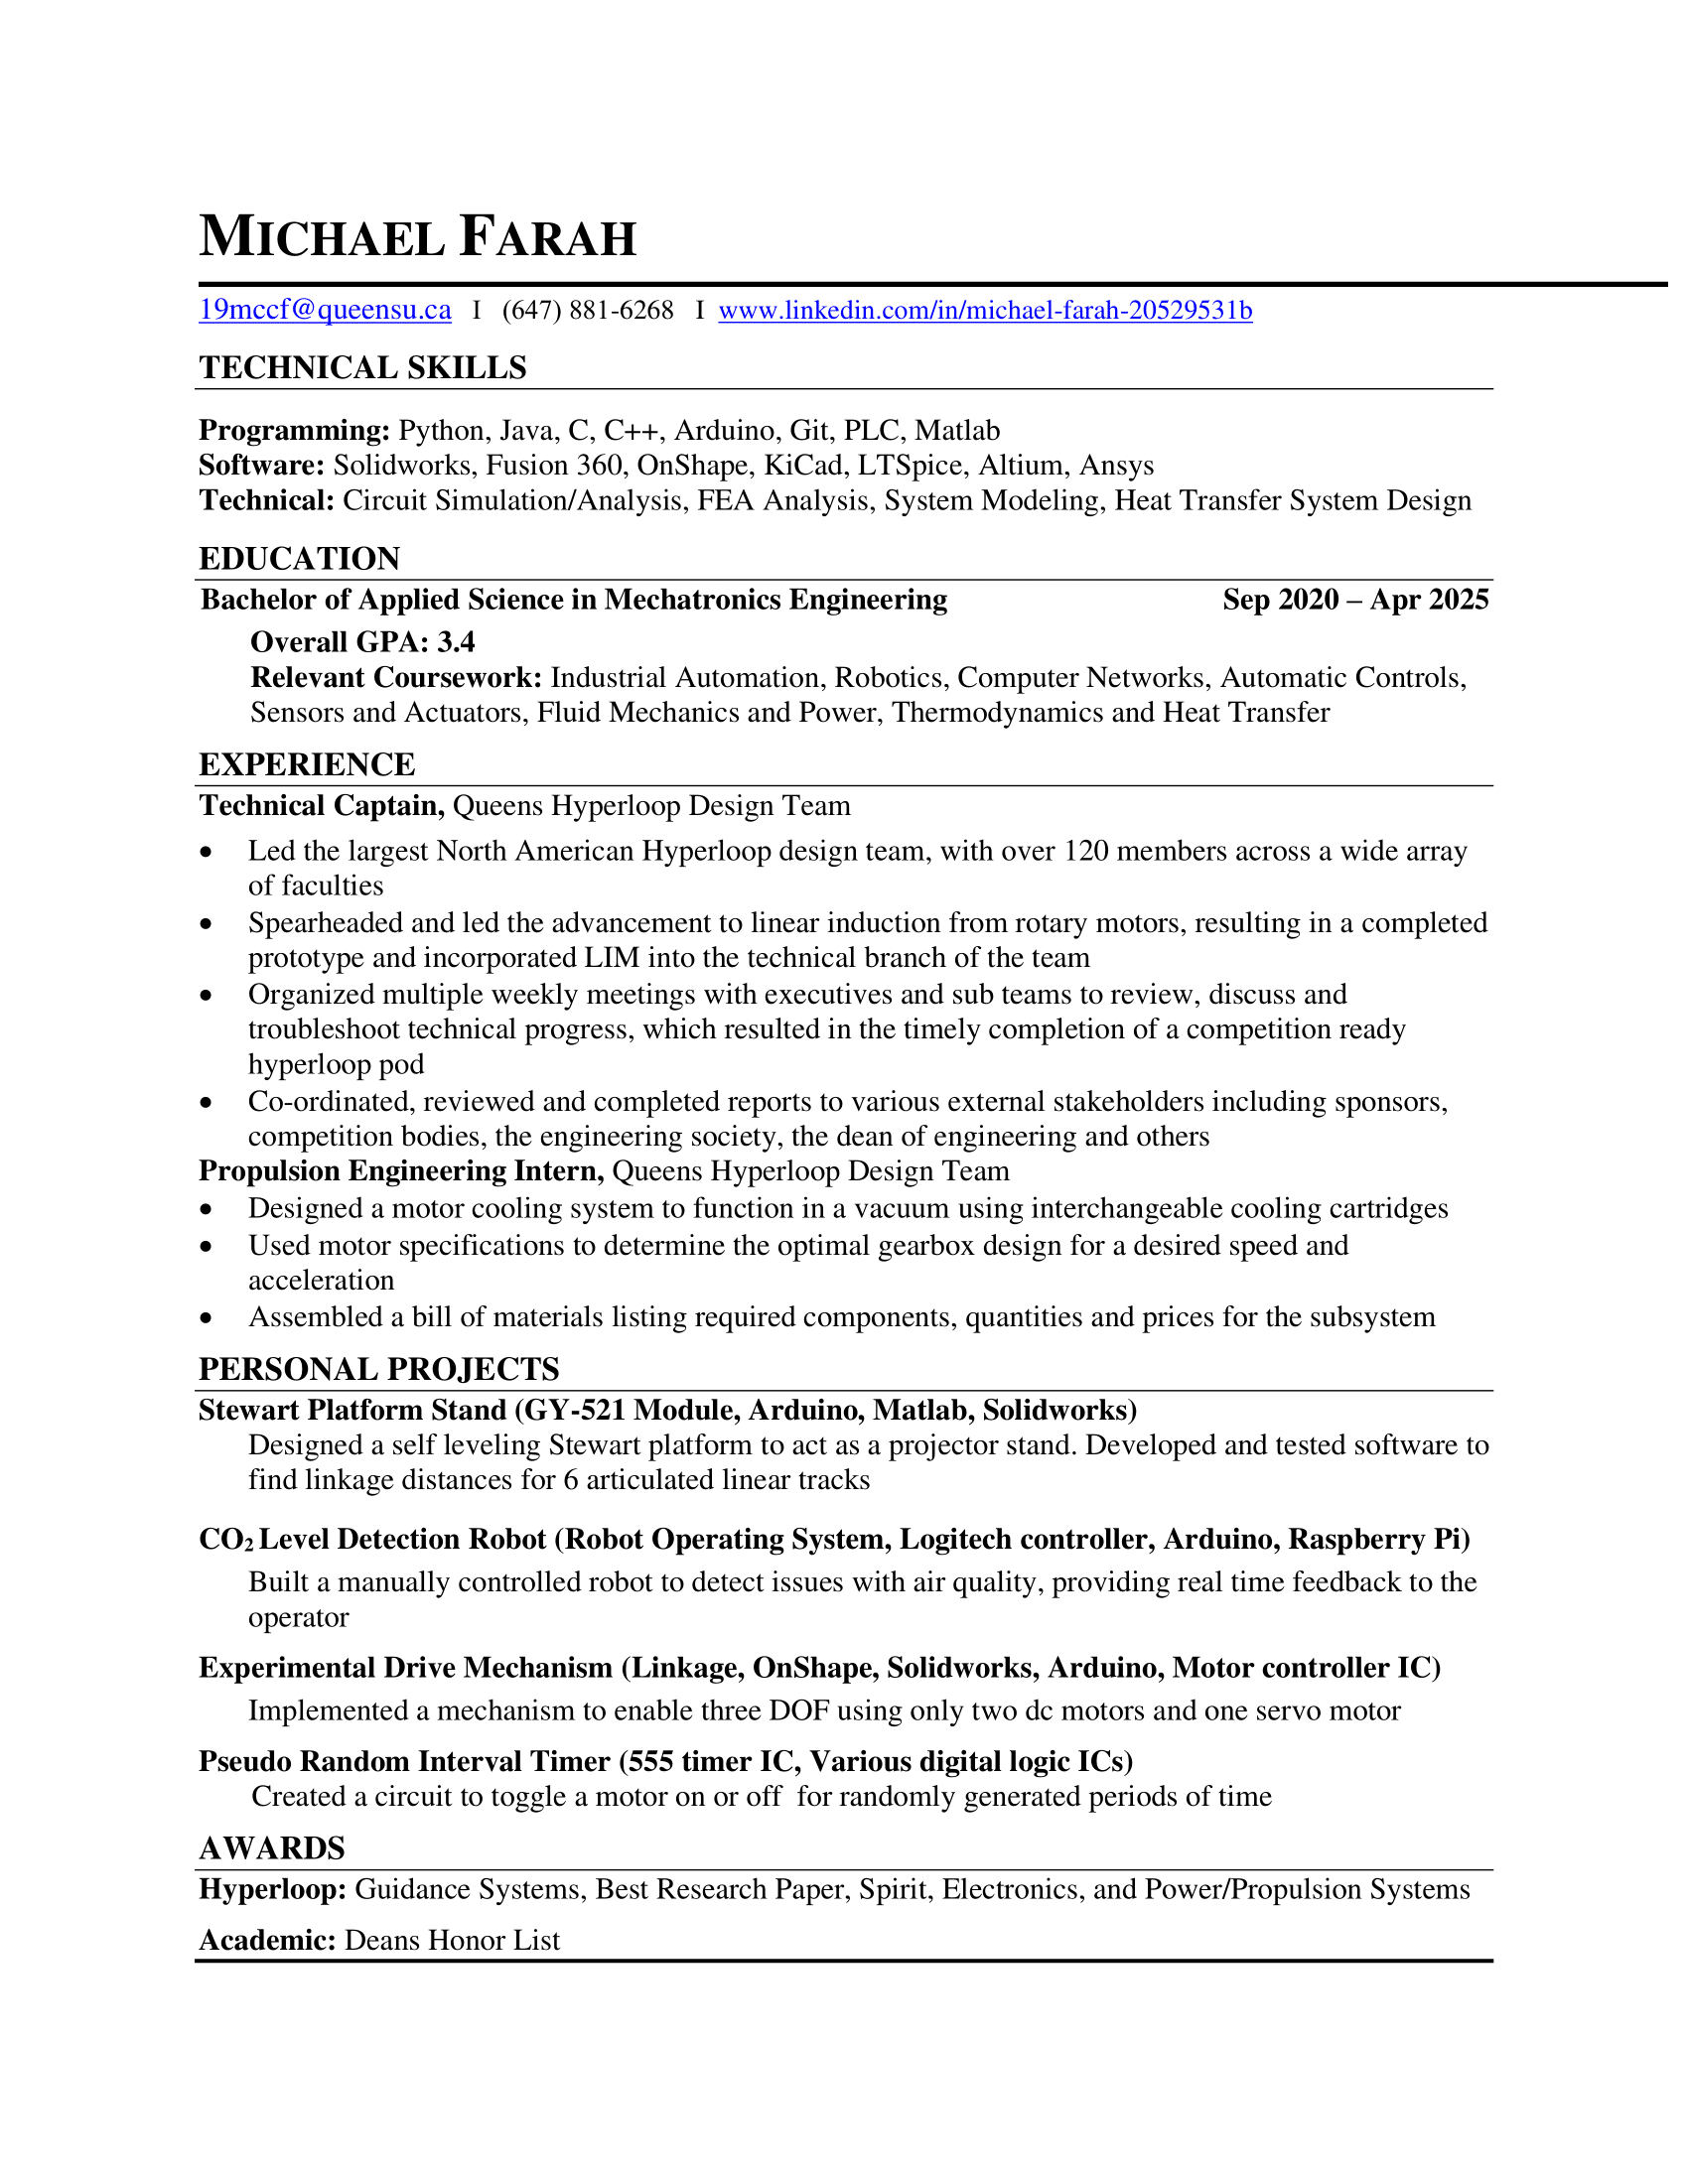 MICHAEL FARAH
19mccf@queensu.ca I (647) 881-6268 I www.linkedin.com/in/michael-farah-20529531b
TECHNICAL SKILLS
Programming: Python, Java, C, C++, Arduino, Git, PLC, Matlab
Software: Solidworks, Fusion 360, OnShape, KiCad, LTSpice, Altium, Ansys
Technical: Circuit Simulation/Analysis, FEA Analysis, System Modeling, Heat Transfer System Design
EDUCATION
Bachelor of Applied Science in Mechatronics Engineering Sep 2020 – Apr 2025
Overall GPA: 3.4
Relevant Coursework: Industrial Automation, Robotics, Computer Networks, Automatic Controls,
Sensors and Actuators, Fluid Mechanics and Power, Thermodynamics and Heat Transfer
EXPERIENCE
Technical Captain, Queens Hyperloop Design Team
• Led the largest North American Hyperloop design team, with over 120 members across a wide array
of faculties
• Spearheaded and led the advancement to linear induction from rotary motors, resulting in a completed
prototype and incorporated LIM into the technical branch of the team
• Organized multiple weekly meetings with executives and sub teams to review, discuss and
troubleshoot technical progress, which resulted in the timely completion of a competition ready
hyperloop pod
• Co-ordinated, reviewed and completed reports to various external stakeholders including sponsors,
competition bodies, the engineering society, the dean of engineering and others
Propulsion Engineering Intern, Queens Hyperloop Design Team
• Designed a motor cooling system to function in a vacuum using interchangeable cooling cartridges
• Used motor specifications to determine the optimal gearbox design for a desired speed and
acceleration
• Assembled a bill of materials listing required components, quantities and prices for the subsystem
PERSONAL PROJECTS
Stewart Platform Stand (GY-521 Module, Arduino, Matlab, Solidworks)
Designed a self leveling Stewart platform to act as a projector stand. Developed and tested software to
find linkage distances for 6 articulated linear tracks
CO₂ Level Detection Robot (Robot Operating System, Logitech controller, Arduino, Raspberry Pi)
Built a manually controlled robot to detect issues with air quality, providing real time feedback to the
operator
Experimental Drive Mechanism (Linkage, OnShape, Solidworks, Arduino, Motor controller IC)
Implemented a mechanism to enable three DOF using only two dc motors and one servo motor
Pseudo Random Interval Timer (555 timer IC, Various digital logic ICs)
Created a circuit to toggle a motor on or off for randomly generated periods of time
AWARDS
Hyperloop: Guidance Systems, Best Research Paper, Spirit, Electronics, and Power/Propulsion Systems
Academic: Deans Honor List